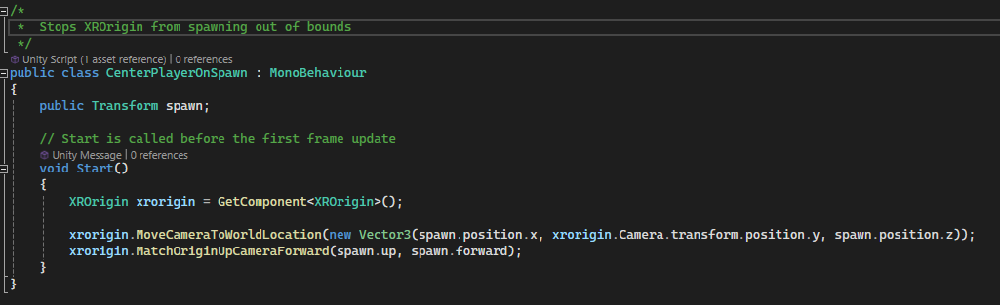 /*
 *  Stops XROrigin from spawning out of bounds
 */
Unity Script (1 asset reference) | 0 references
public class CenterPlayerOnSpawn : MonoBehaviour
{
    public Transform spawn;

    // Start is called before the first frame update
    Unity Message | 0 references
    void Start()
    {
        XROrigin xrorigin = GetComponent<XROrigin>();

        xrorigin.MoveCameraToWorldLocation(new Vector3(spawn.position.x, xrorigin.Camera.transform.position.y, spawn.position.z));
        xrorigin.MatchOriginUpCameraForward(spawn.up, spawn.forward);
    }
}